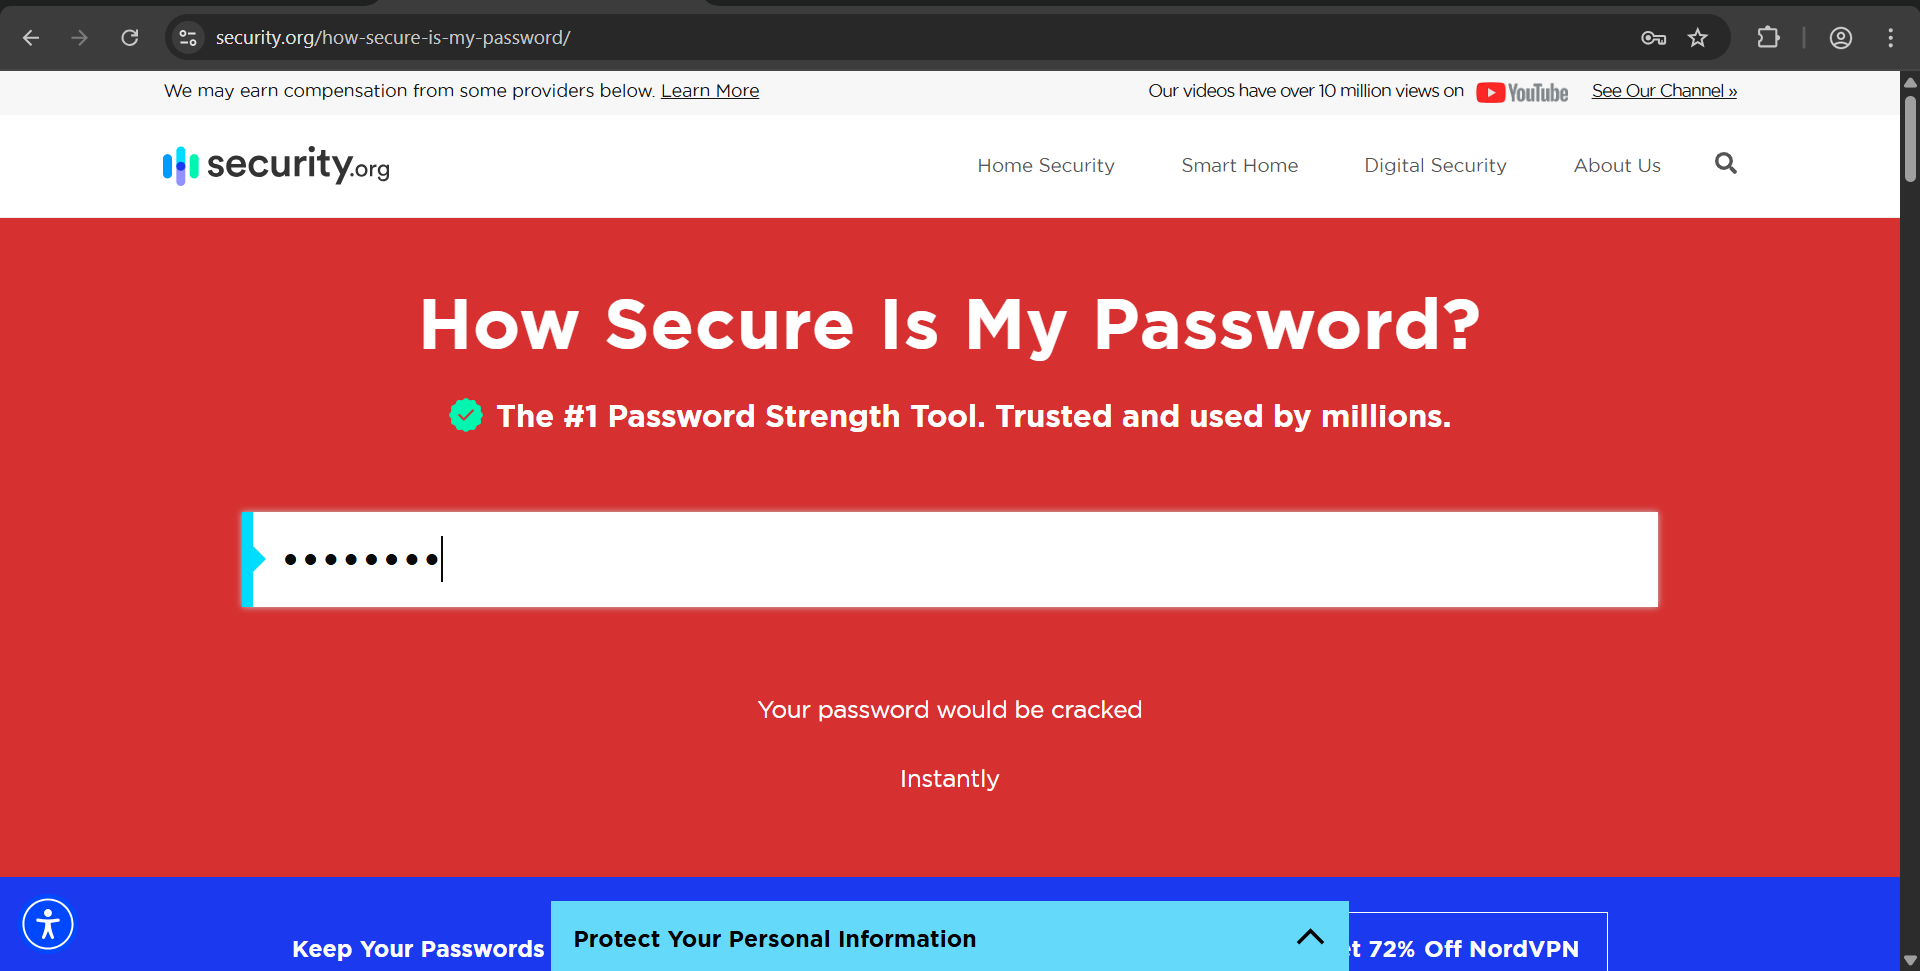 security.org/how-secure-is-my-password/
We may earn compensation from some providers below. Learn More
Our videos have over 10 million views on YouTube See Our Channel »
security.org
Home Security Smart Home Digital Security About Us
How Secure Is My Password?
The #1 Password Strength Tool. Trusted and used by millions.
••••••••
Your password would be cracked
Instantly
Keep Your Passwords
Protect Your Personal Information
72% Off NordVPN